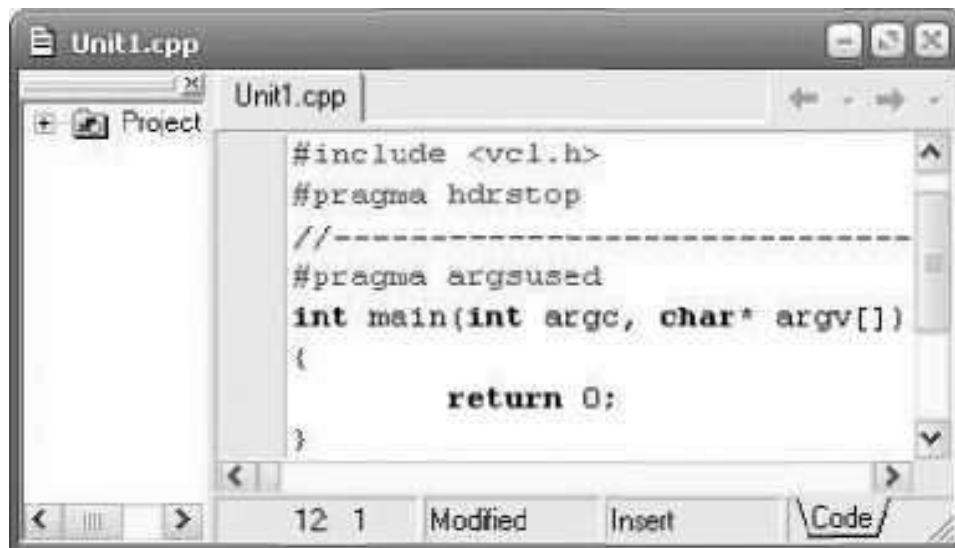 Unit1.cpp
Project
Unit1.cpp
#include <vcl.h>
#pragma hdrstop
//------------------------------
#pragma argsused
int main(int argc, char* argv[])
{
return 0;
}
12: 1 Modified Insert Code